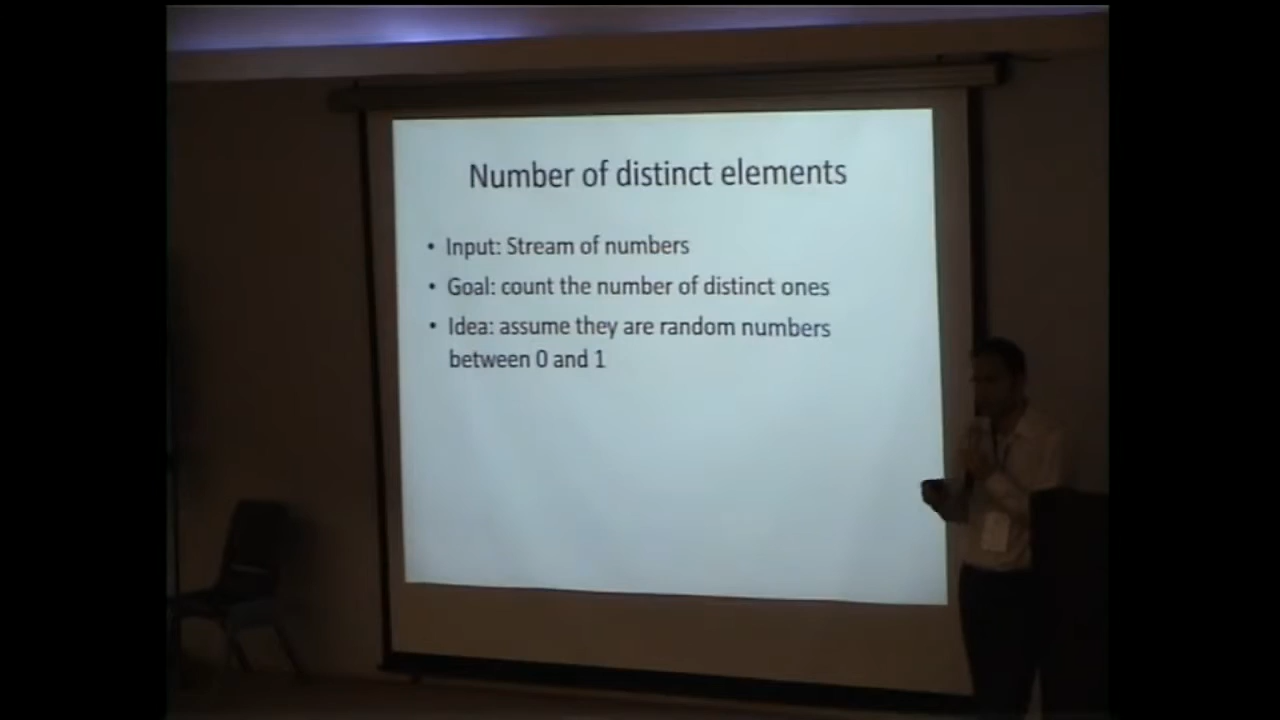 Number of distinct elements
• Input: Stream of numbers
• Goal: count the number of distinct ones
• Idea: assume they are random numbers
between 0 and 1